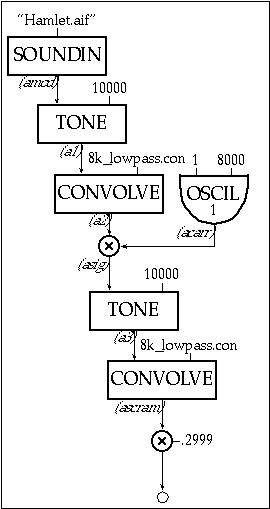 “Hamlet.aif”
SOUNDIN
(amod)
10000
TONE
(a1)
8k_lowpass.con
CONVOLVE
(a2)
1 8000
OSCIL
1
(acarr)
(asig)
10000
TONE
(a3)
8k_lowpass.con
CONVOLVE
(ascram)
.2999